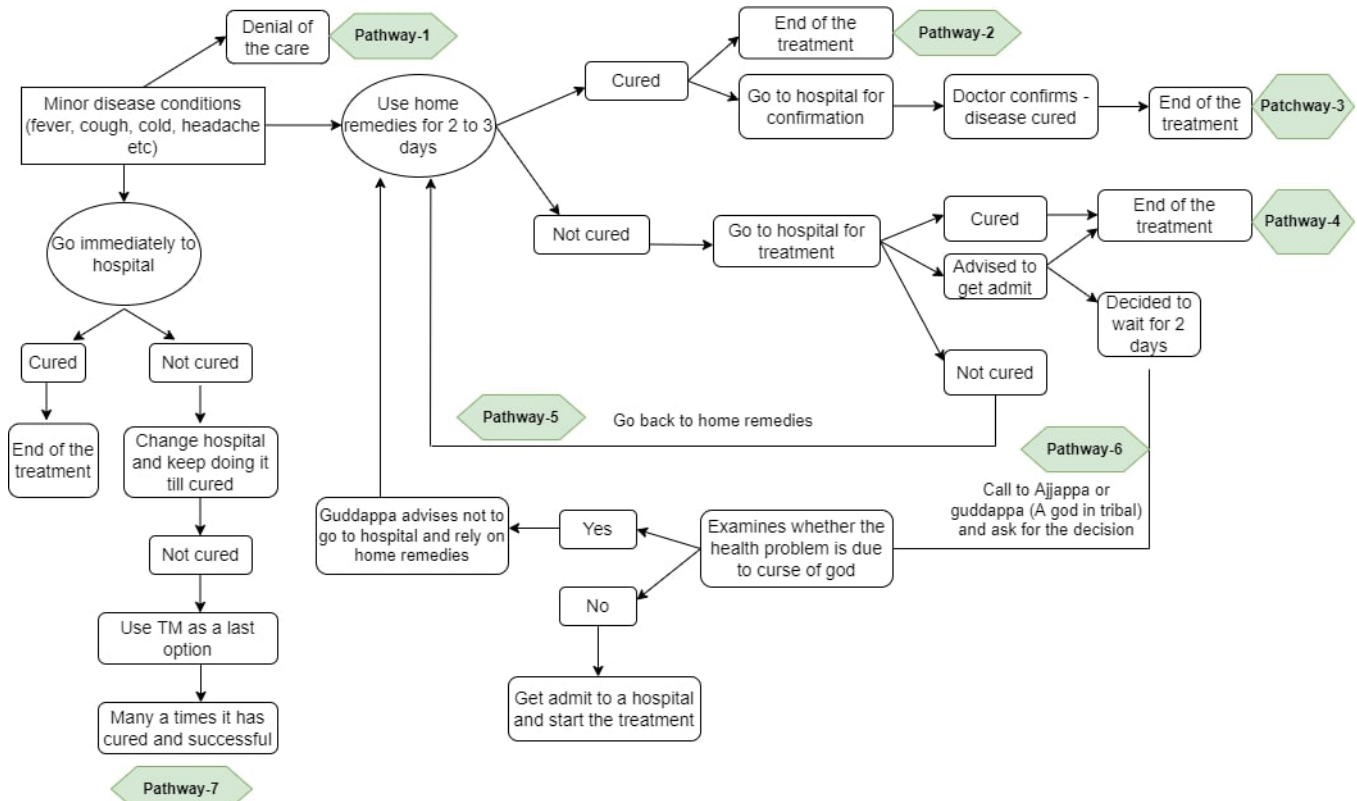 Denial of
the care
Pathway-1
End of the
treatment
Pathway-2
Minor disease conditions
(fever, cough, cold, headache
etc)
Use home
remedies for 2 to 3
days
Cured
Go to hospital for
confirmation
Doctor confirms -
disease cured
End of the
treatment
Patchway-3
Go immediately to
hospital
Not cured
Go to hospital for
treatment
Cured
End of the
treatment
Pathway-4
Advised to
get admit
Decided to
wait for 2
days
Not cured
Cured
Not cured
End of the
treatment
Change hospital
and keep doing it
till cured
Pathway-5
Go back to home remedies
Pathway-6
Call to Ajjappa or
guddappa (A god in tribal)
and ask for the decision
Guddappa advises not to
go to hospital and rely on
home remedies
Yes
Examines whether the
health problem is due
to curse of god
No
Get admit to a hospital
and start the treatment
Not cured
Use TM as a last
option
Many a times it has
cured and successful
Pathway-7